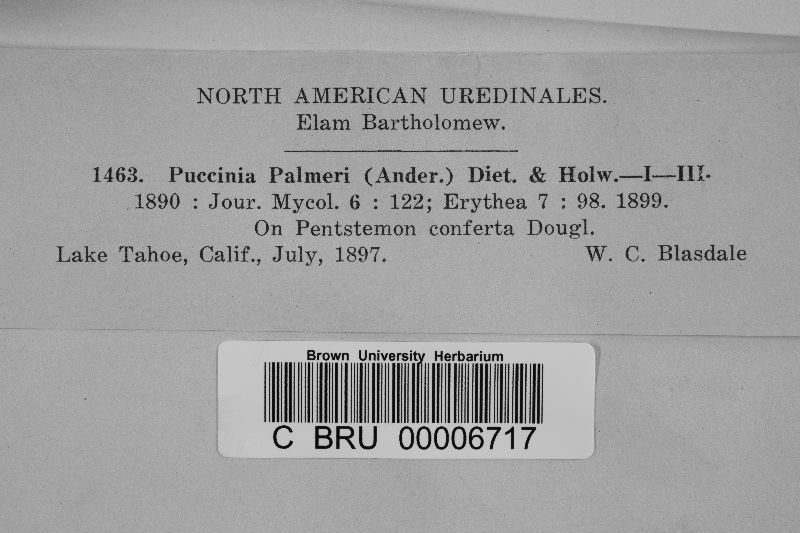 NORTH AMERICAN UREDINALES.
Elam Bartholomew.
1463. Puccinia Palmeri (Ander.) Diet. & Holw.—I—III.
1890 : Jour. Mycol. 6 : 122; Erythea 7 : 98. 1899.
On Pentstemon conferta Dougl.
Lake Tahoe, Calif., July, 1897. W. C. Blasdale
Brown University Herbarium
C BRU 00006717